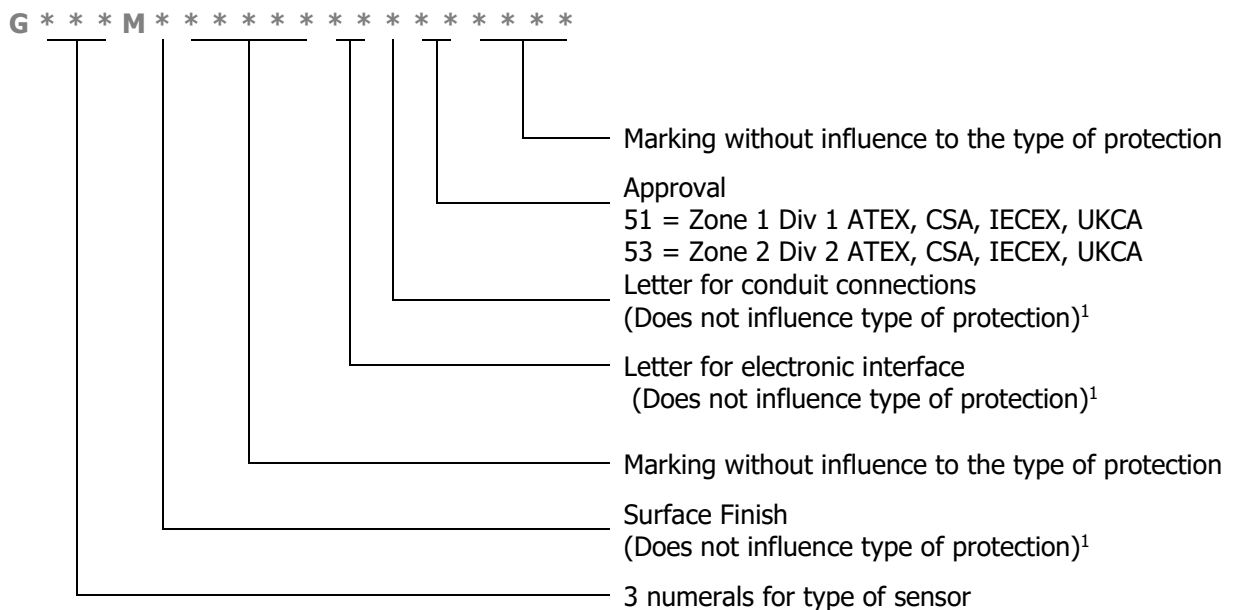 G * * * M * * * * * * * * * * * * * * *
Marking without influence to the type of protection
Approval
51 = Zone 1 Div 1 ATEX, CSA, IECEX, UKCA
53 = Zone 2 Div 2 ATEX, CSA, IECEX, UKCA
Letter for conduit connections
(Does not influence type of protection)¹
Letter for electronic interface
(Does not influence type of protection)¹
Marking without influence to the type of protection
Surface Finish
(Does not influence type of protection)¹
3 numerals for type of sensor